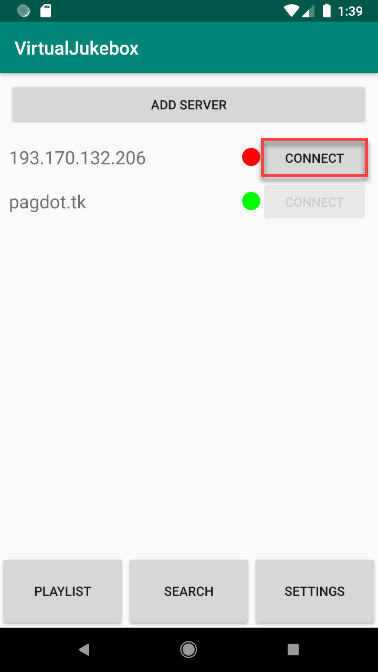 1:39
VirtualJukebox
ADD SERVER
193.170.132.206 CONNECT
pagdot.tk CONNECT
PLAYLIST SEARCH SETTINGS